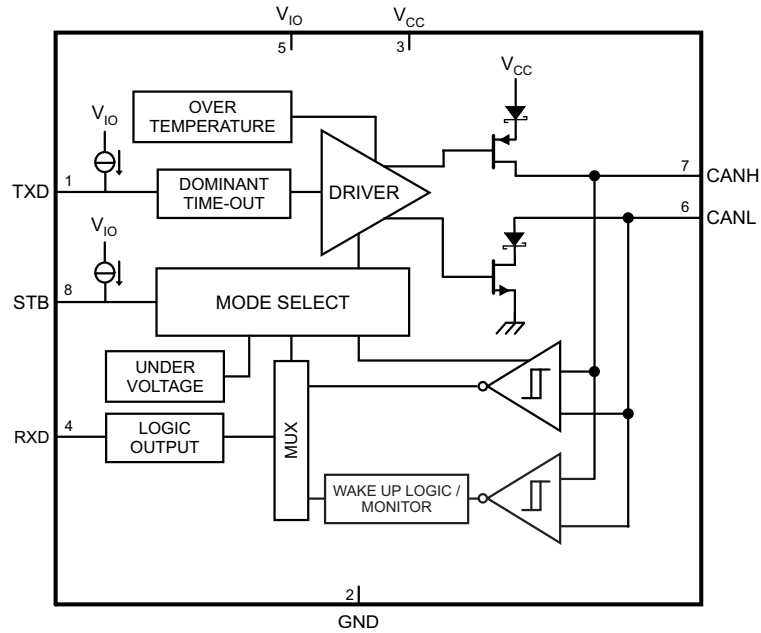 VIO
VCC
5
3
VCC
OVER
TEMPERATURE
VIO
TXD
1
DOMINANT
TIME-OUT
DRIVER
7
CANH
6
CANL
VIO
STB
8
MODE SELECT
UNDER
VOLTAGE
RXD
4
LOGIC
OUTPUT
MUX
WAKE UP LOGIC /
MONITOR
2
GND